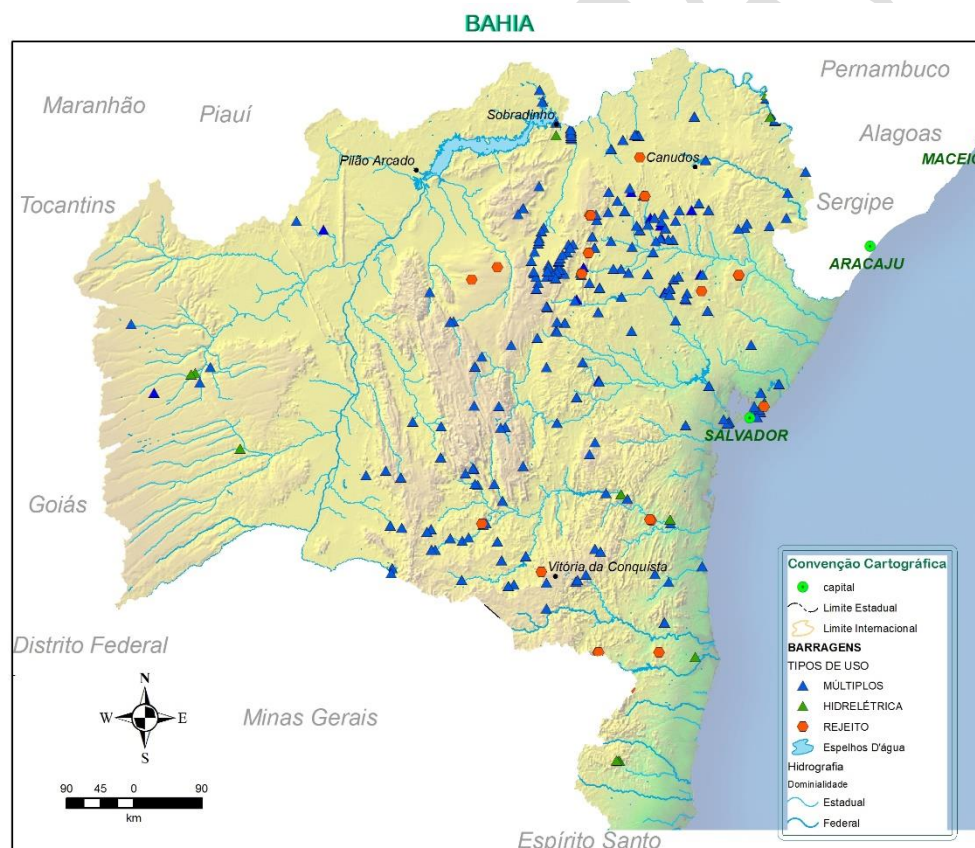 BAHIA
Pernambuco
Maranhão
Piauí
Sobradinho
Alagoas
MACEIÓ
Pilão Arcado
Canudos
Tocantins
Sergipe
ARACAJU
SALVADOR
Goiás
Vitória da Conquista
Distrito Federal
Minas Gerais
Espírito Santo
N
W
E
S
90 45 0 90
km
Convenção Cartográfica
capital
Limite Estadual
Limite Internacional
BARRAGENS
TIPOS DE USO
MÚLTIPLOS
HIDRELÉTRICA
REJEITO
Espelhos D'água
Hidrografia
Dominialidade
Estadual
Federal